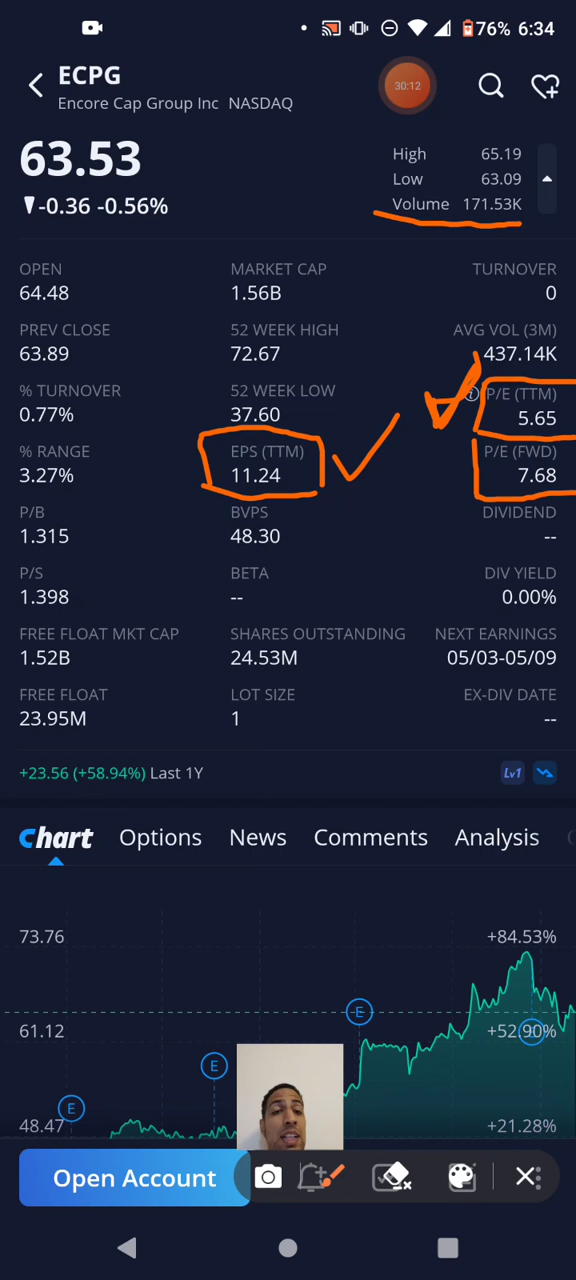 76% 6:34
ECPG
Encore Cap Group Inc NASDAQ
30:12
63.53
-0.36 -0.56%
High 65.19
Low 63.09
Volume 171.53K
OPEN MARKET CAP TURNOVER
64.48 1.56B 0
PREV CLOSE 52 WEEK HIGH AVG VOL (3M)
63.89 72.67 437.14K
% TURNOVER 52 WEEK LOW P/E (TTM)
0.77% 37.60 5.65
% RANGE EPS (TTM) P/E (FWD)
3.27% 11.24 7.68
P/B BVPS DIVIDEND
1.315 48.30 --
P/S BETA DIV YIELD
1.398 -- 0.00%
FREE FLOAT MKT CAP SHARES OUTSTANDING NEXT EARNINGS
1.52B 24.53M 05/03-05/09
FREE FLOAT LOT SIZE EX-DIV DATE
23.95M 1 --
+23.56 (+58.94%) Last 1Y Lv1
Chart Options News Comments Analysis
73.76 +84.53%
E
61.12 +52.90%
E
E
48.47 +21.28%
Open Account